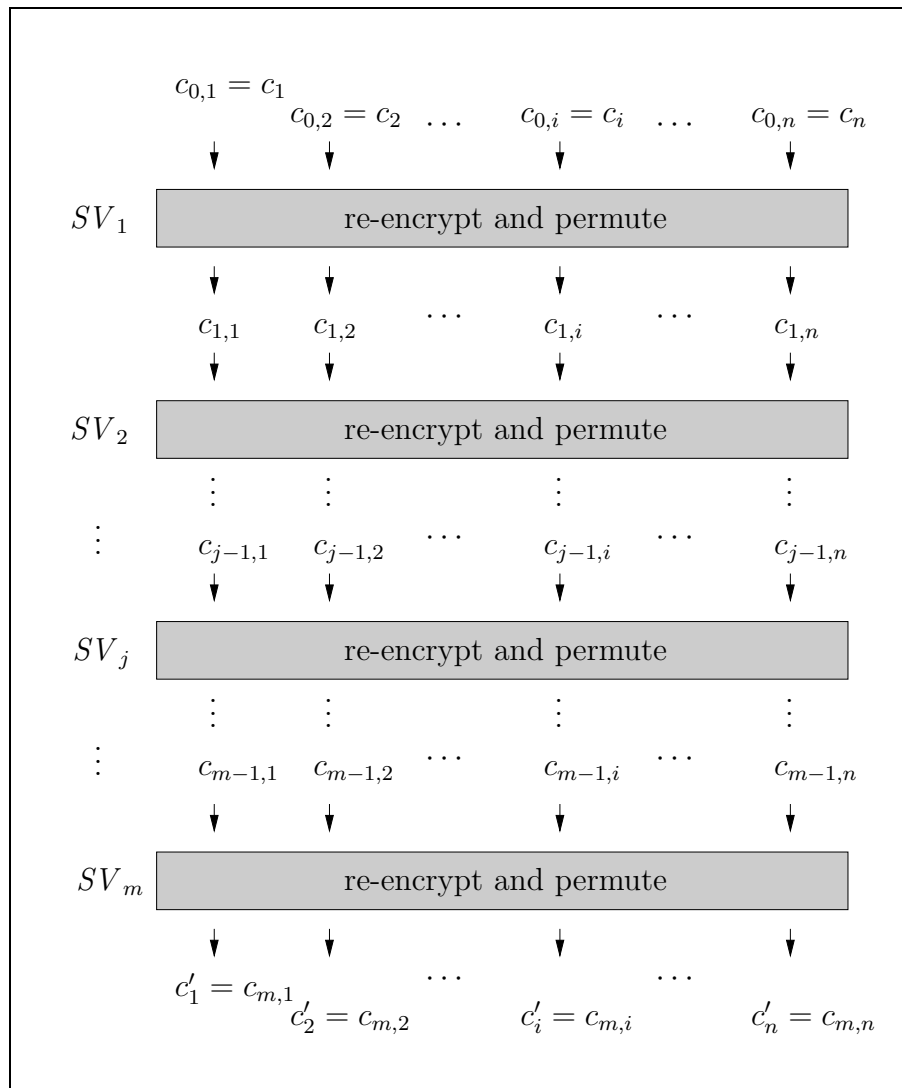 c_{0,1} = c_1
c_{0,2} = c_2 ... c_{0,i} = c_i ... c_{0,n} = c_n
SV_1 re-encrypt and permute
c_{1,1} c_{1,2} ... c_{1,i} ... c_{1,n}
SV_2 re-encrypt and permute
⋮ ⋮ ⋮ ⋮
⋮ c_{j−1,1} c_{j−1,2} ... c_{j−1,i} ... c_{j−1,n}
SV_j re-encrypt and permute
⋮ ⋮ ⋮ ⋮
⋮ c_{m−1,1} c_{m−1,2} ... c_{m−1,i} ... c_{m−1,n}
SV_m re-encrypt and permute
c'_1 = c_{m,1}
c'_2 = c_{m,2} ... c'_i = c_{m,i} ... c'_n = c_{m,n}